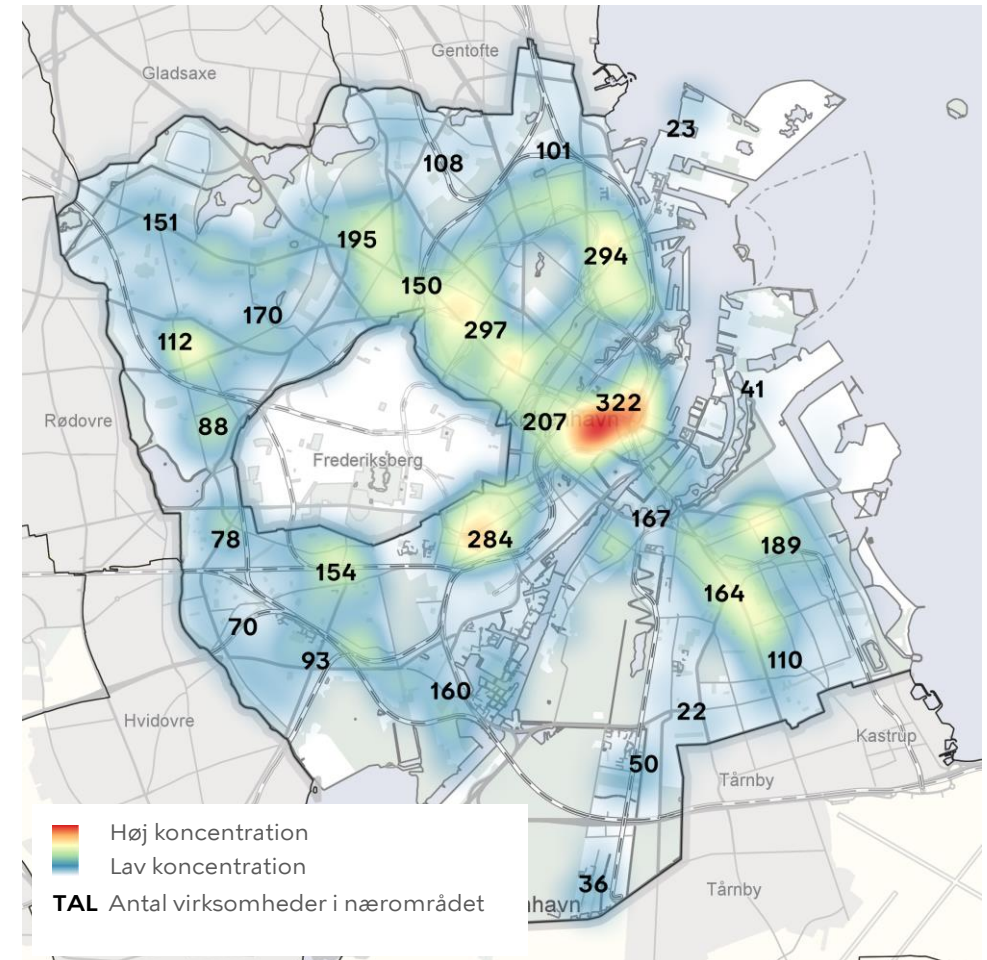 Gentofte
Gladsaxe
23
108
101
151
195
294
150
170
297
112
41
322
Rødovre
207
88
Frederiksberg
167
78
284
189
154
164
70
93
110
160
22
Hvidovre
Kastrup
50
Tårnby
Høj koncentration
Lav koncentration
36
Tårnby
TAL Antal virksomheder i nærområdet